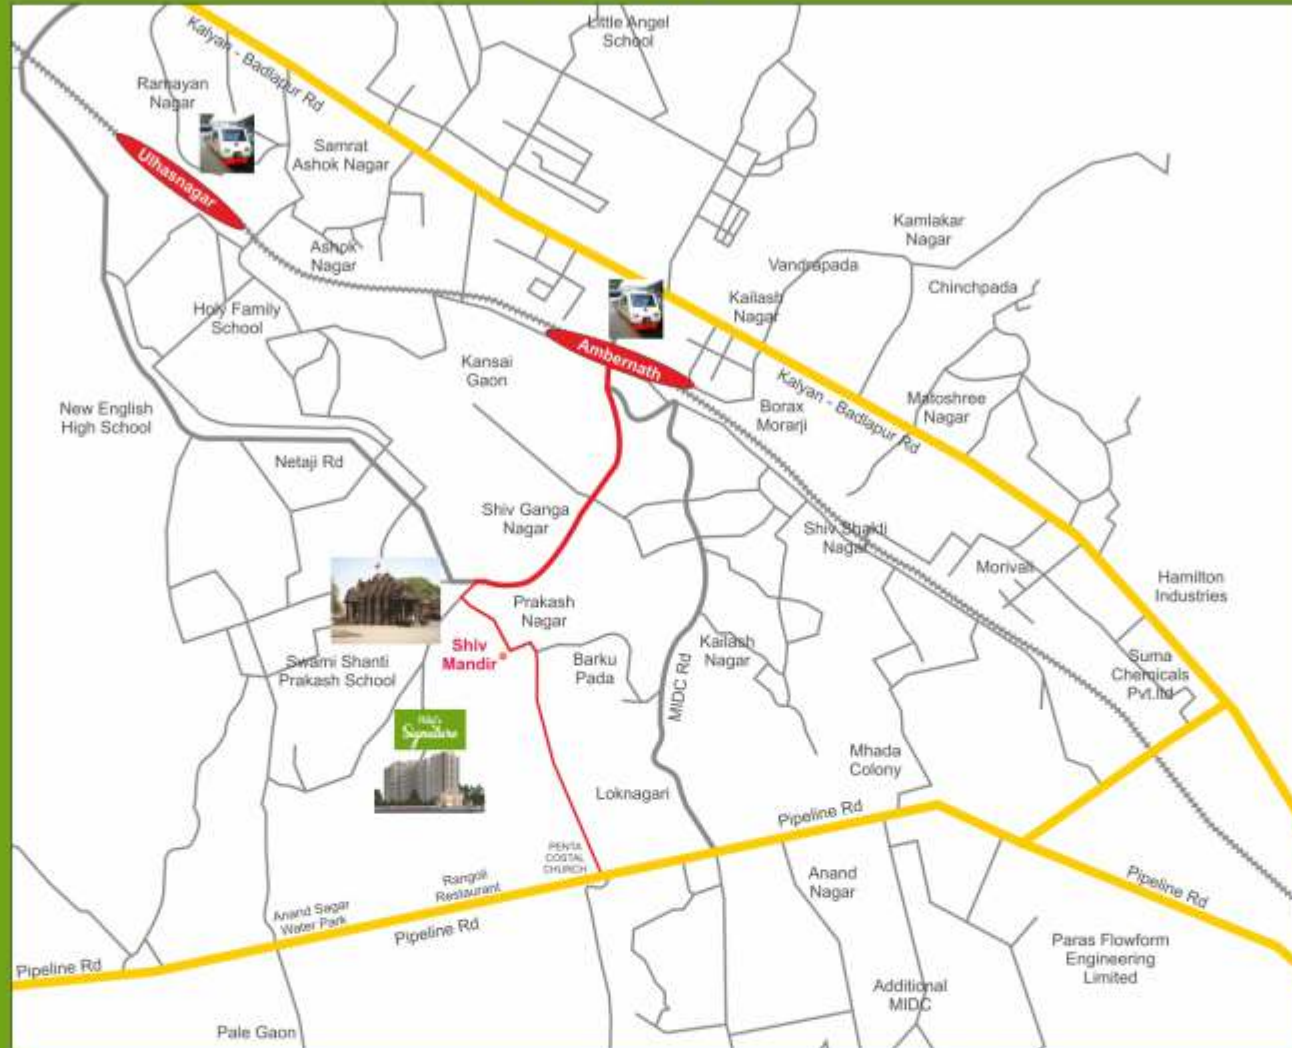 Little Angel
School
Kalyan - Badlapur Rd
Ramayan
Nagar
Samrat
Ashok Nagar
Ulhasnagar
Kamlakar
Nagar
Ashok
Nagar
Vandrapada
Chinchpada
Kailash
Nagar
Holy Family
School
Ambernath
Kansai
Gaon
Kalyan - Badlapur Rd
Matoshree
Nagar
New English
High School
Borax
Morarji
Netaji Rd
Shiv Ganga
Nagar
Shiv Shakti
Nagar
Morivali
Hamilton
Industries
Prakash
Nagar
Shiv
Mandir
Kailash
Nagar
Swami Shanti
Prakash School
Barku
Pada
MIDC Rd
Suma
Chemicals
Pvt.ltd
Signature
Mhada
Colony
Loknagari
Pipeline Rd
PENTA
COSTAL
CHURCH
Rangoli
Restaurant
Anand
Nagar
Pipeline Rd
Anand Sagar
Water Park
Pipeline Rd
Pipeline Rd
Paras Flowform
Engineering
Limited
Additional
MIDC
Pale Gaon